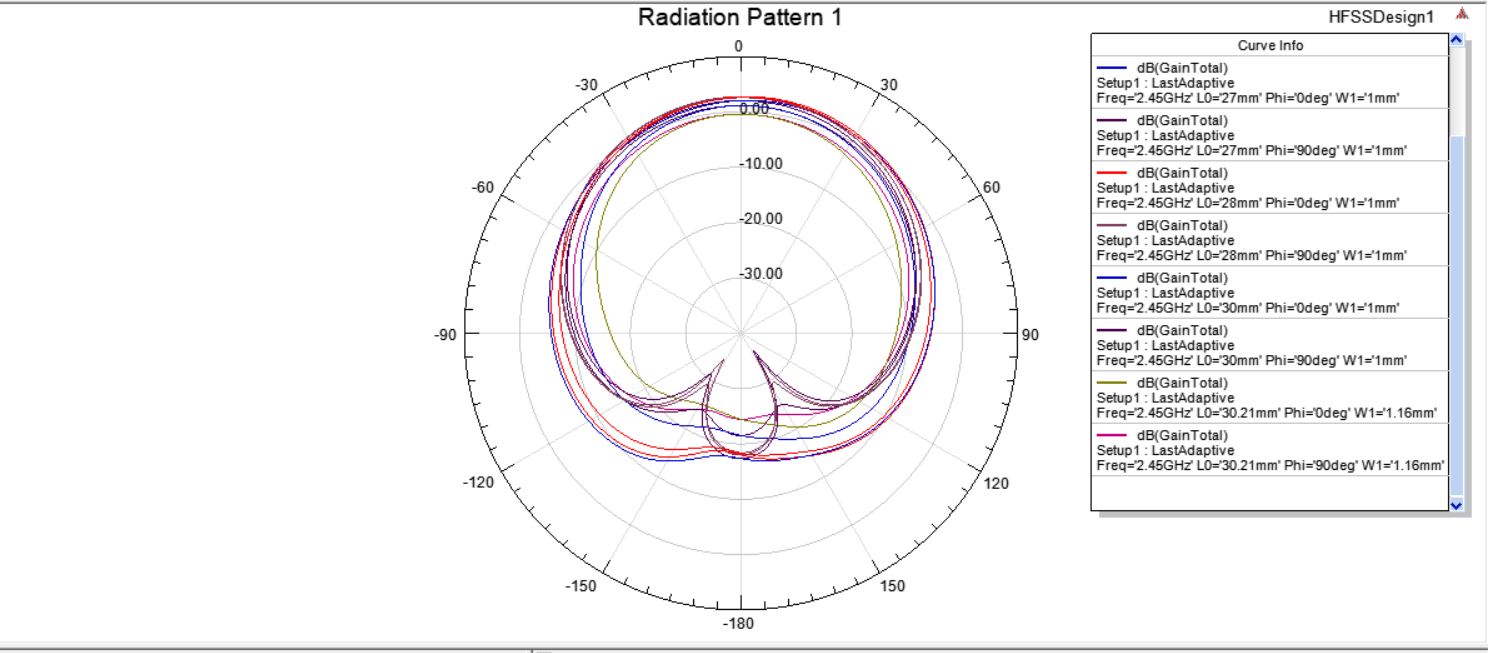 Radiation Pattern 1
HFSSDesign1
0
-30
30
-60
60
-90
90
-120
120
-150
150
-180
0.00
-10.00
-20.00
-30.00
Curve Info
dB(GainTotal)
Setup1 : LastAdaptive
Freq='2.45GHz' L0='27mm' Phi='0deg' W1='1mm'
dB(GainTotal)
Setup1 : LastAdaptive
Freq='2.45GHz' L0='27mm' Phi='90deg' W1='1mm'
dB(GainTotal)
Setup1 : LastAdaptive
Freq='2.45GHz' L0='28mm' Phi='0deg' W1='1mm'
dB(GainTotal)
Setup1 : LastAdaptive
Freq='2.45GHz' L0='28mm' Phi='90deg' W1='1mm'
dB(GainTotal)
Setup1 : LastAdaptive
Freq='2.45GHz' L0='30mm' Phi='0deg' W1='1mm'
dB(GainTotal)
Setup1 : LastAdaptive
Freq='2.45GHz' L0='30mm' Phi='90deg' W1='1mm'
dB(GainTotal)
Setup1 : LastAdaptive
Freq='2.45GHz' L0='30.21mm' Phi='0deg' W1='1.16mm'
dB(GainTotal)
Setup1 : LastAdaptive
Freq='2.45GHz' L0='30.21mm' Phi='90deg' W1='1.16mm'